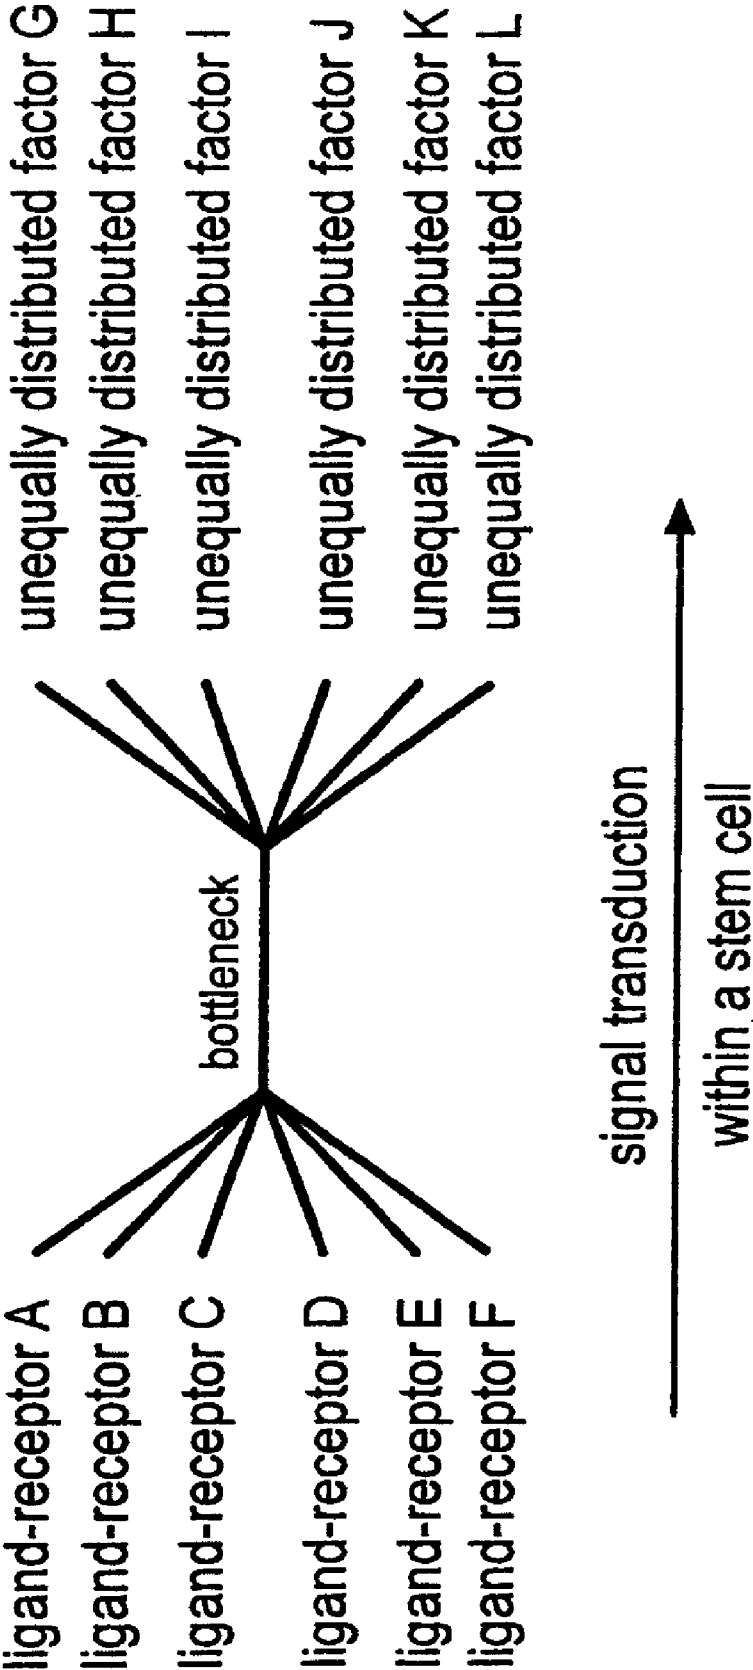 ligand-receptor A
ligand-receptor B
ligand-receptor C
ligand-receptor D
ligand-receptor E
ligand-receptor F
bottleneck
unequally distributed factor G
unequally distributed factor H
unequally distributed factor I
unequally distributed factor J
unequally distributed factor K
unequally distributed factor L
signal transduction
within a stem cell